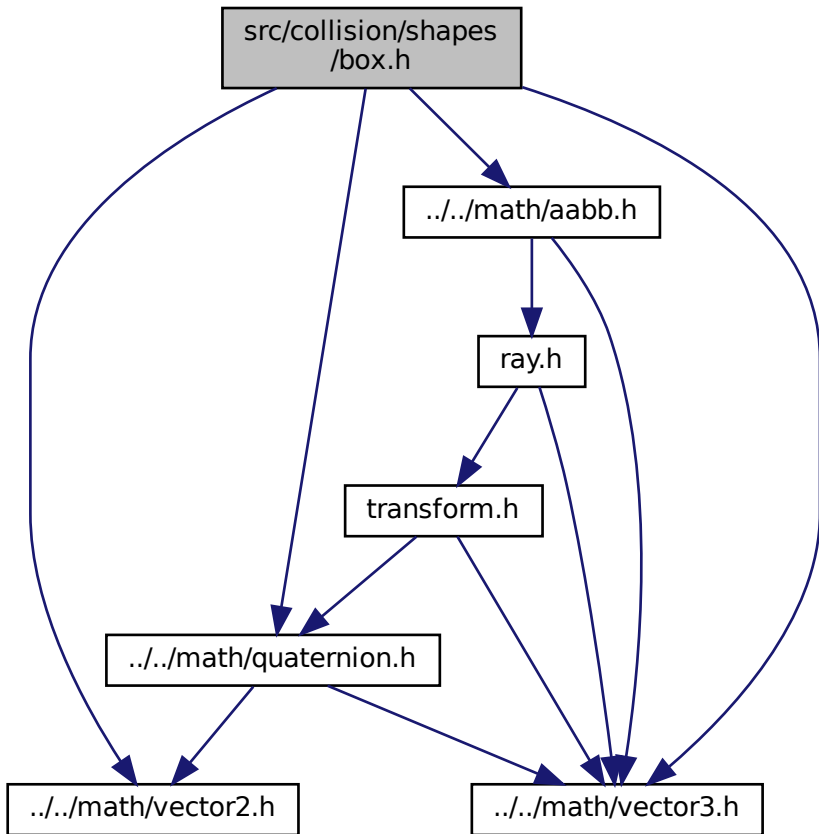 src/collision/shapes
/box.h
../../math/aabb.h
ray.h
transform.h
../../math/quaternion.h
../../math/vector2.h
../../math/vector3.h